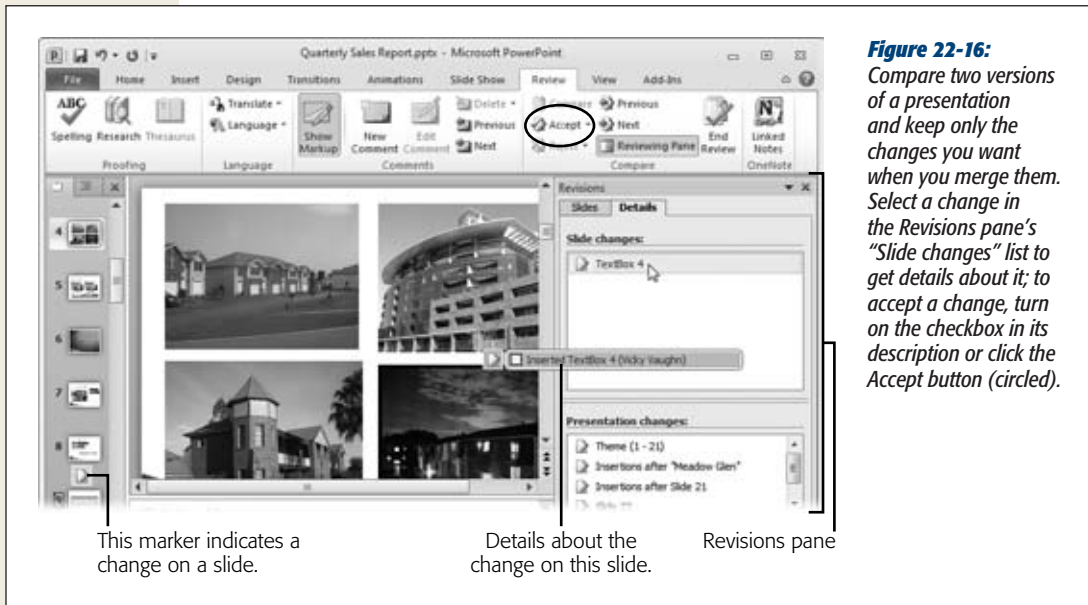 Quarterly Sales Report.pptx - Microsoft PowerPoint
File Home Insert Design Transitions Animations Slide Show Review View Add-Ins
ABC
Spelling Research Thesaurus
Proofing
Translate
Language
Language
Show Markup
New Comment
Edit Comment
Delete
Previous
Next
Comments
Compare
Accept
Previous
Next
Reviewing Pane
End Review
Compare
Linked Notes
OneNote
4
5
6
7
8
Revisions
Slides Details
Slide changes:
TextBox 4
Inserted TextBox 4 (Vicky Vaughn)
Presentation changes:
Theme (1 - 21)
Insertions after "Meadow Glen"
Insertions after Slide 21
This marker indicates a
change on a slide.
Details about the
change on this slide.
Revisions pane
Figure 22-16:
Compare two versions
of a presentation
and keep only the
changes you want
when you merge them.
Select a change in
the Revisions pane's
“Slide changes” list to
get details about it; to
accept a change, turn
on the checkbox in its
description or click the
Accept button (circled).